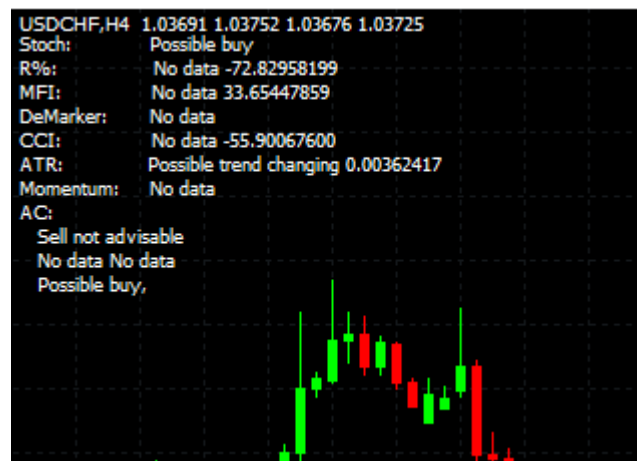 USDCHF,H4 1.03691 1.03752 1.03676 1.03725
Stoch: Possible buy
R%: No data -72.82958199
MFI: No data 33.65447859
DeMarker: No data
CCI: No data -55.90067600
ATR: Possible trend changing 0.00362417
Momentum: No data
AC:
Sell not advisable
No data No data
Possible buy,